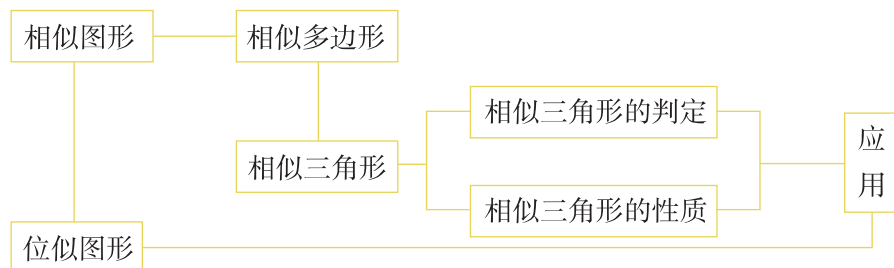 相似图形
相似多边形
相似三角形的判定
应
用
相似三角形
相似三角形的性质
位似图形